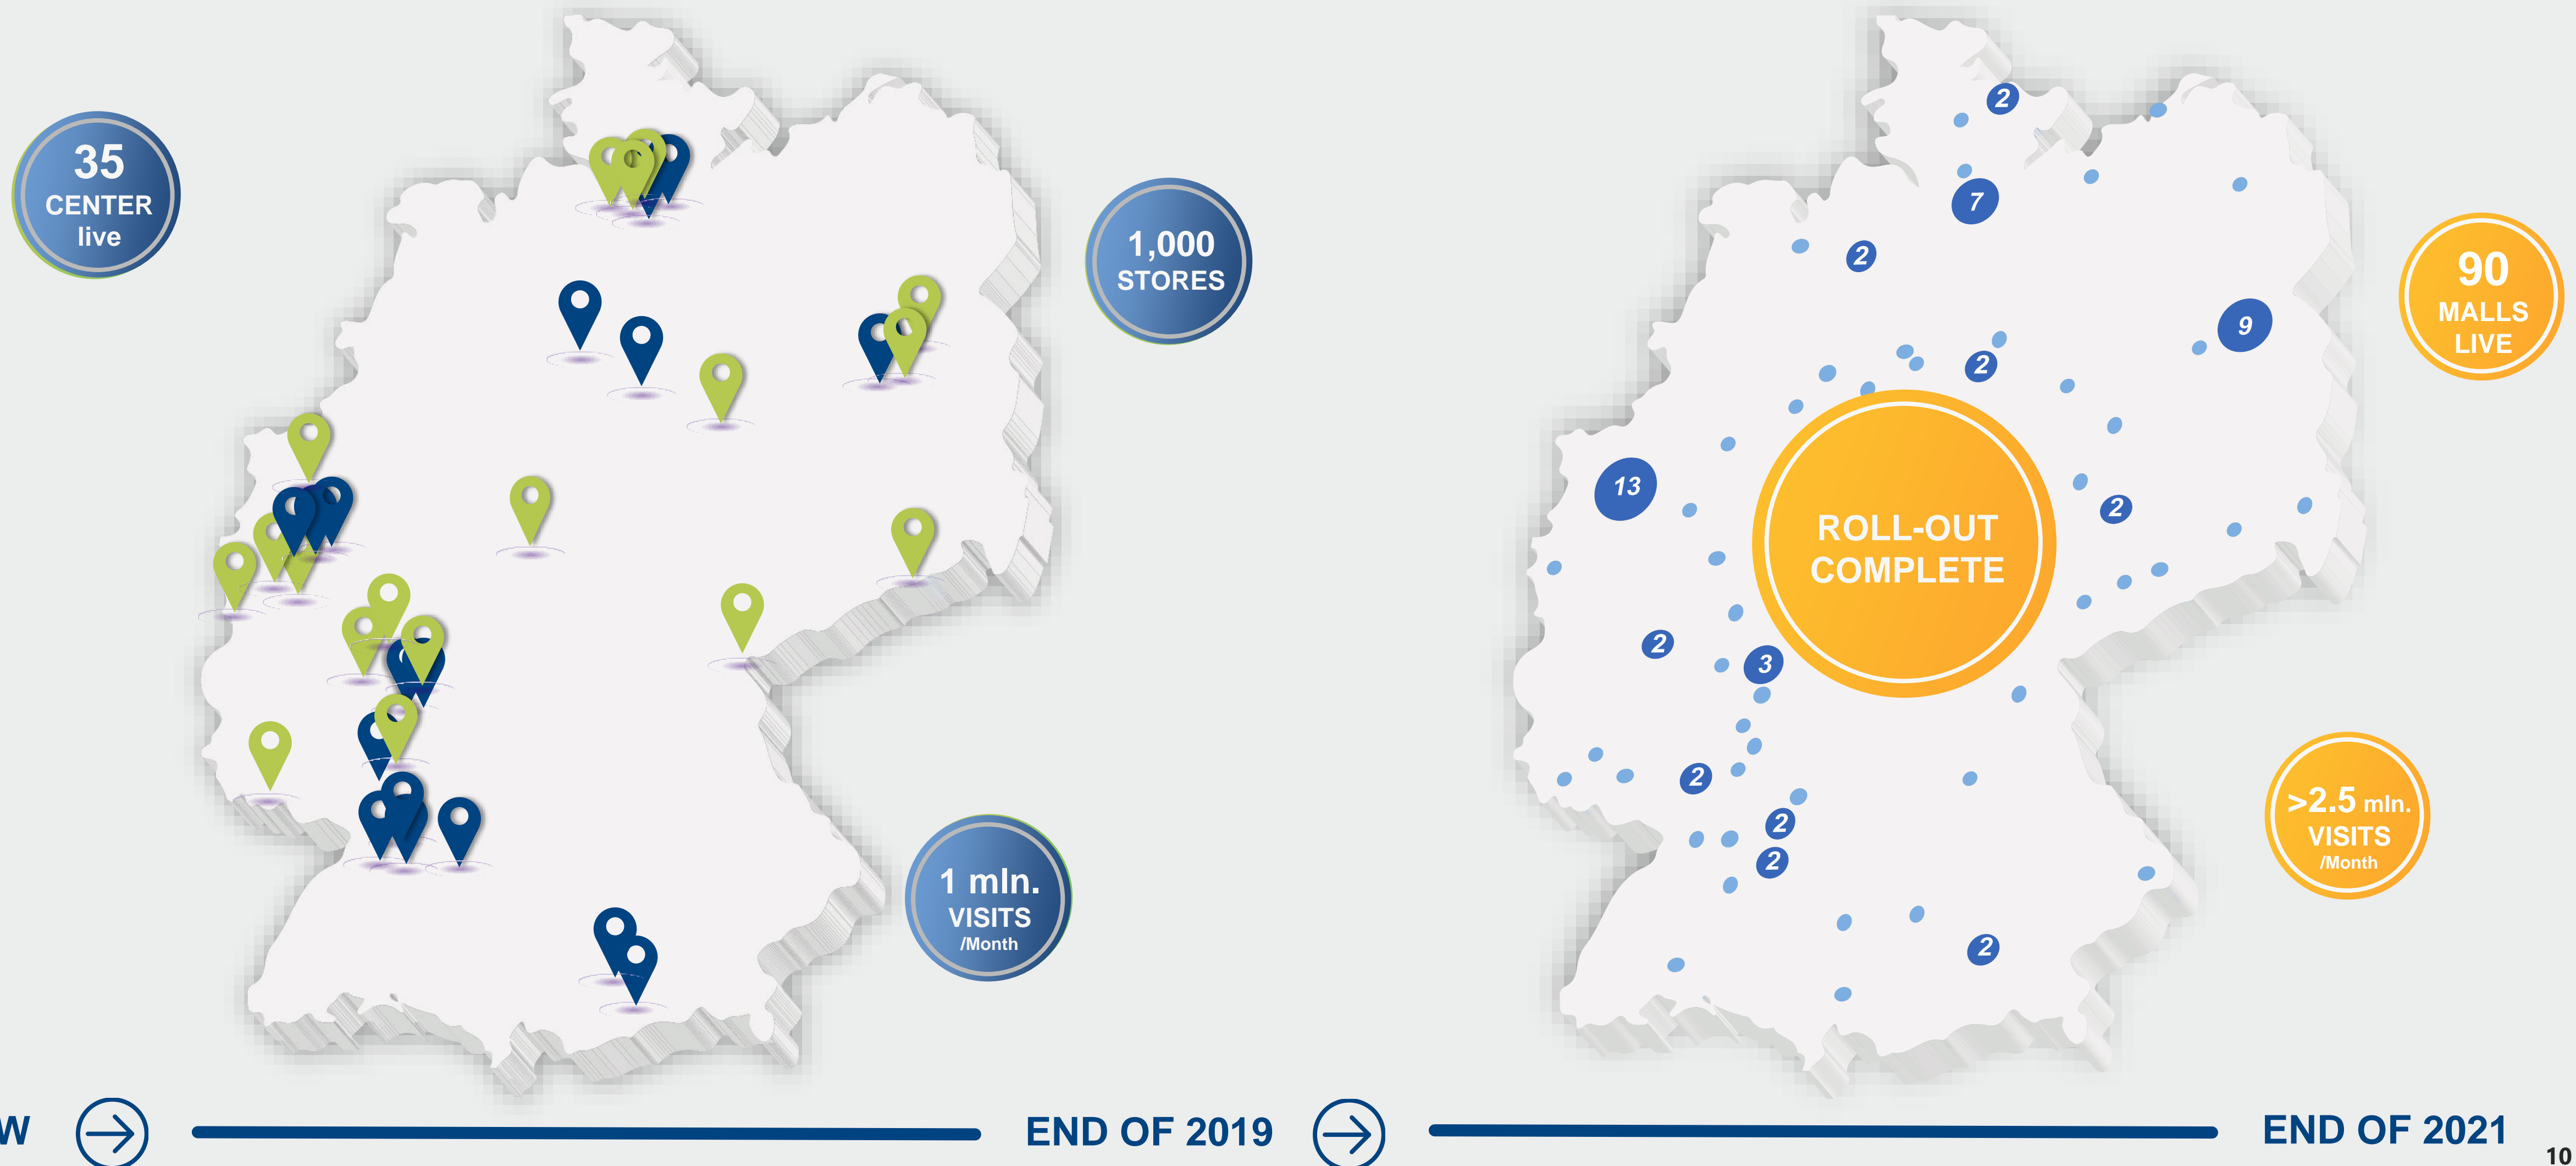 35
CENTER
live
1,000
STORES
1 mln.
VISITS
/Month
2
7
2
9
2
13
2
2
3
2
2
2
2
ROLL-OUT
COMPLETE
90
MALLS
LIVE
>2.5 mln.
VISITS
/Month
W
END OF 2019
END OF 2021
10